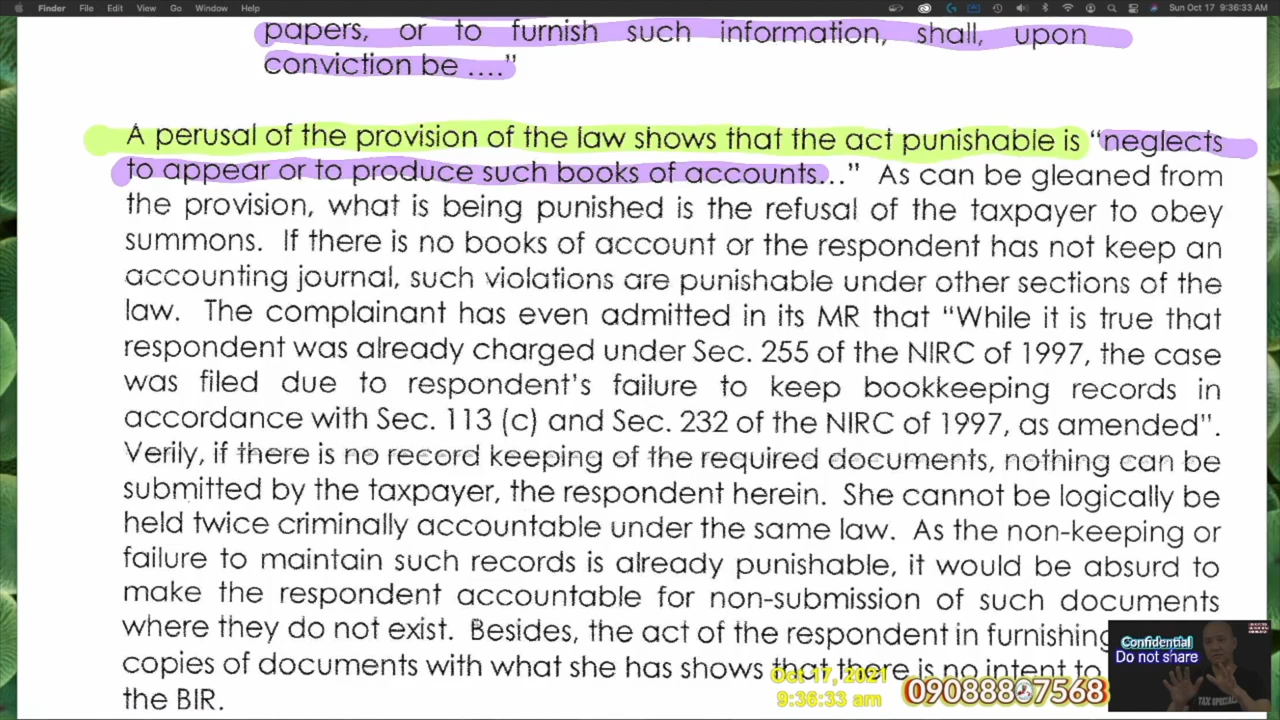 Finder File Edit View Go Window Help Sun Oct 17 9:36:33 AM
papers, or to furnish such information, shall, upon
conviction be ....”
A perusal of the provision of the law shows that the act punishable is “neglects
to appear or to produce such books of accounts...” As can be gleaned from
the provision, what is being punished is the refusal of the taxpayer to obey
summons. If there is no books of account or the respondent has not keep an
accounting journal, such violations are punishable under other sections of the
law. The complainant has even admitted in its MR that “While it is true that
respondent was already charged under Sec. 255 of the NIRC of 1997, the case
was filed due to respondent’s failure to keep bookkeeping records in
accordance with Sec. 113 (c) and Sec. 232 of the NIRC of 1997, as amended”.
Verily, if there is no record keeping of the required documents, nothing can be
submitted by the taxpayer, the respondent herein. She cannot be logically be
held twice criminally accountable under the same law. As the non-keeping or
failure to maintain such records is already punishable, it would be absurd to
make the respondent accountable for non-submission of such documents
where they do not exist. Besides, the act of the respondent in furnishing
copies of documents with what she has shows that there is no intent to
the BIR.
Confidential
Do not share
Oct 17, 2021
9:36:33 am
09088807568
TAX SPECIAL